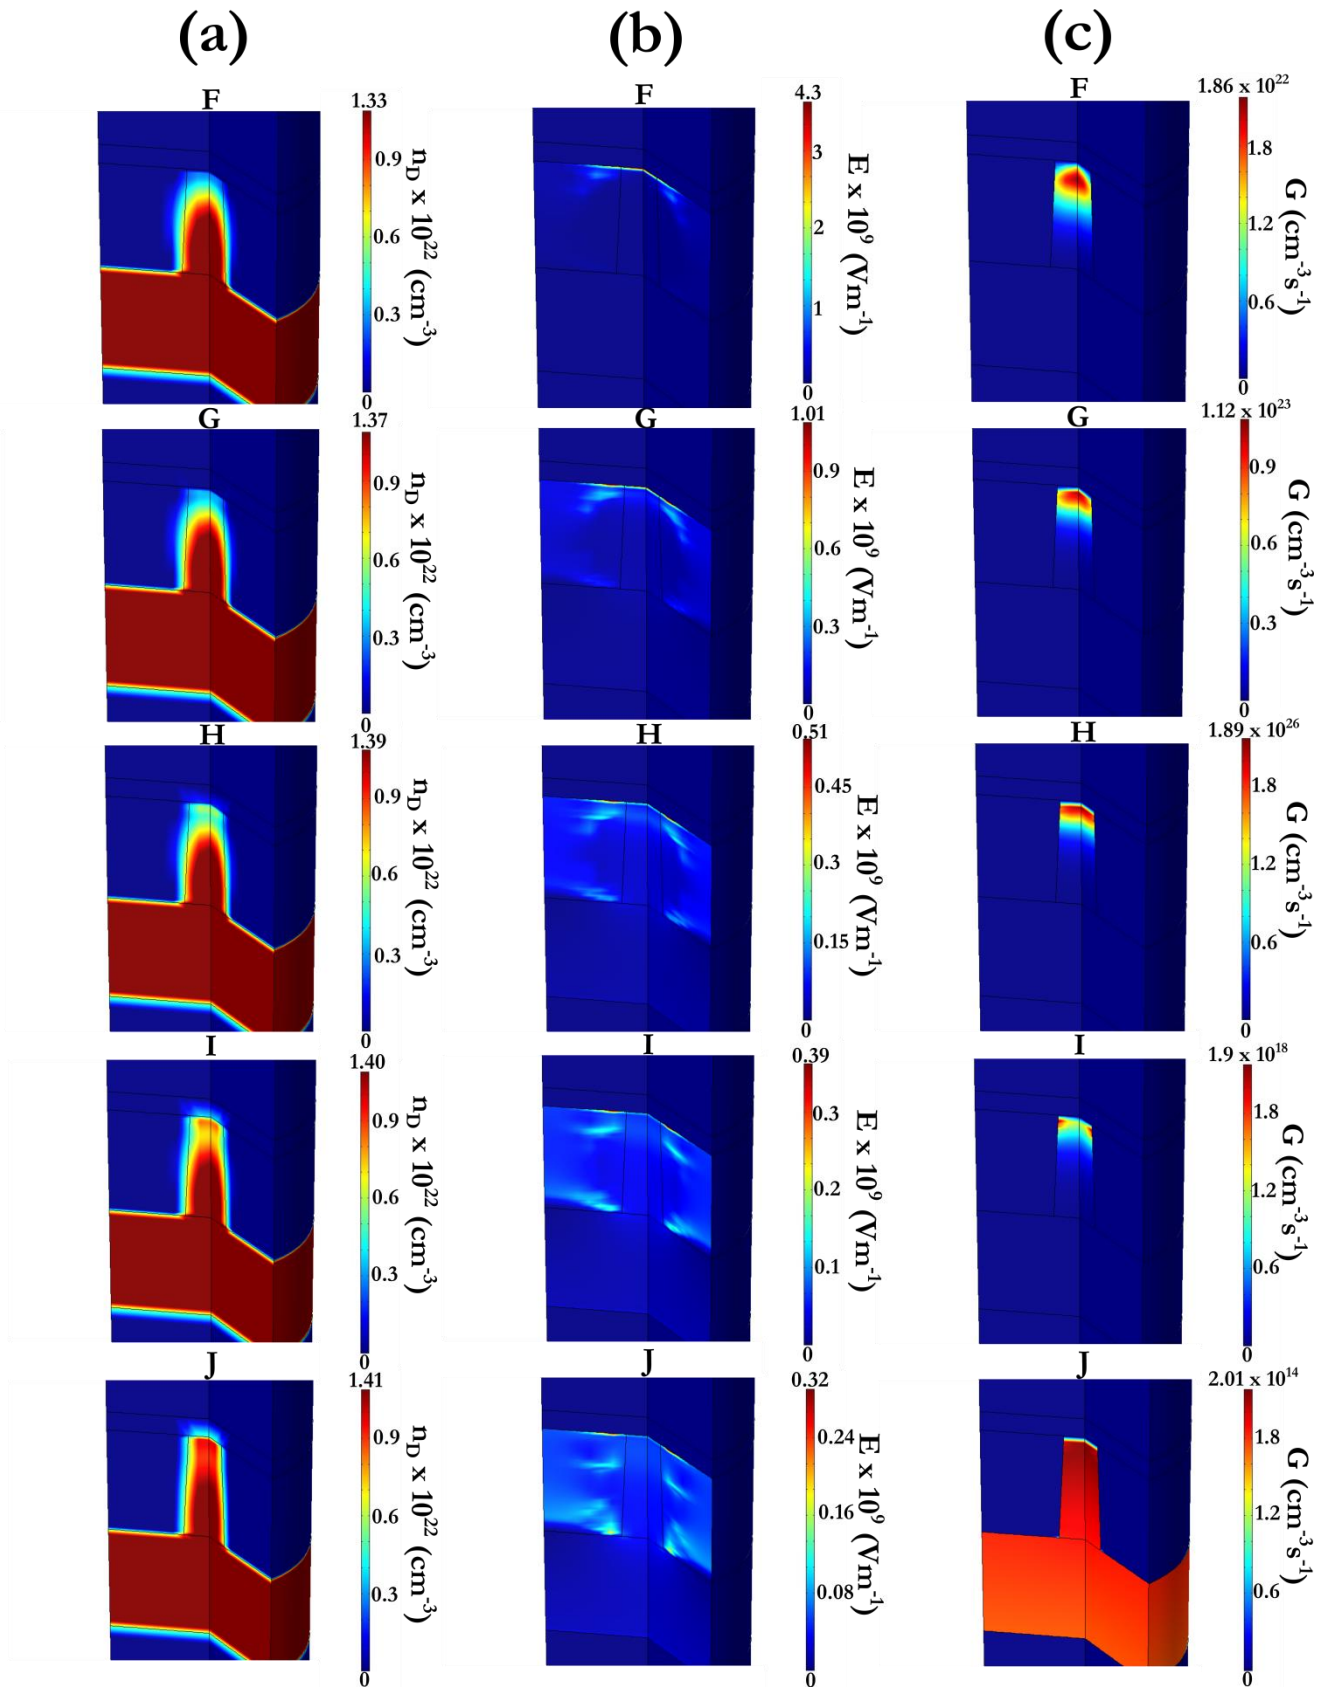 (a) (b) (c)
F F F
1.33
0.9
0.6
0.3
0
n_D x 10^22 (cm^-3)
4.3
3
2
1
0
E x 10^9 (Vm^-1)
1.86 x 10^22
1.8
1.2
0.6
0
G (cm^-3s^-1)
G G G
1.37
0.9
0.6
0.3
0
n_D x 10^22 (cm^-3)
1.01
0.9
0.6
0.3
0
E x 10^9 (Vm^-1)
1.12 x 10^23
0.9
0.6
0.3
0
G (cm^-3s^-1)
H H H
1.39
0.9
0.6
0.3
0
n_D x 10^22 (cm^-3)
0.51
0.45
0.3
0.15
0
E x 10^9 (Vm^-1)
1.89 x 10^26
1.8
1.2
0.6
0
G (cm^-3s^-1)
I I I
1.40
0.9
0.6
0.3
0
n_D x 10^22 (cm^-3)
0.39
0.3
0.2
0.1
0
E x 10^9 (Vm^-1)
1.9 x 10^18
1.8
1.2
0.6
0
G (cm^-3s^-1)
J J J
1.41
0.9
0.6
0.3
0
n_D x 10^22 (cm^-3)
0.32
0.24
0.16
0.08
0
E x 10^9 (Vm^-1)
2.01 x 10^14
1.8
1.2
0.6
0
G (cm^-3s^-1)